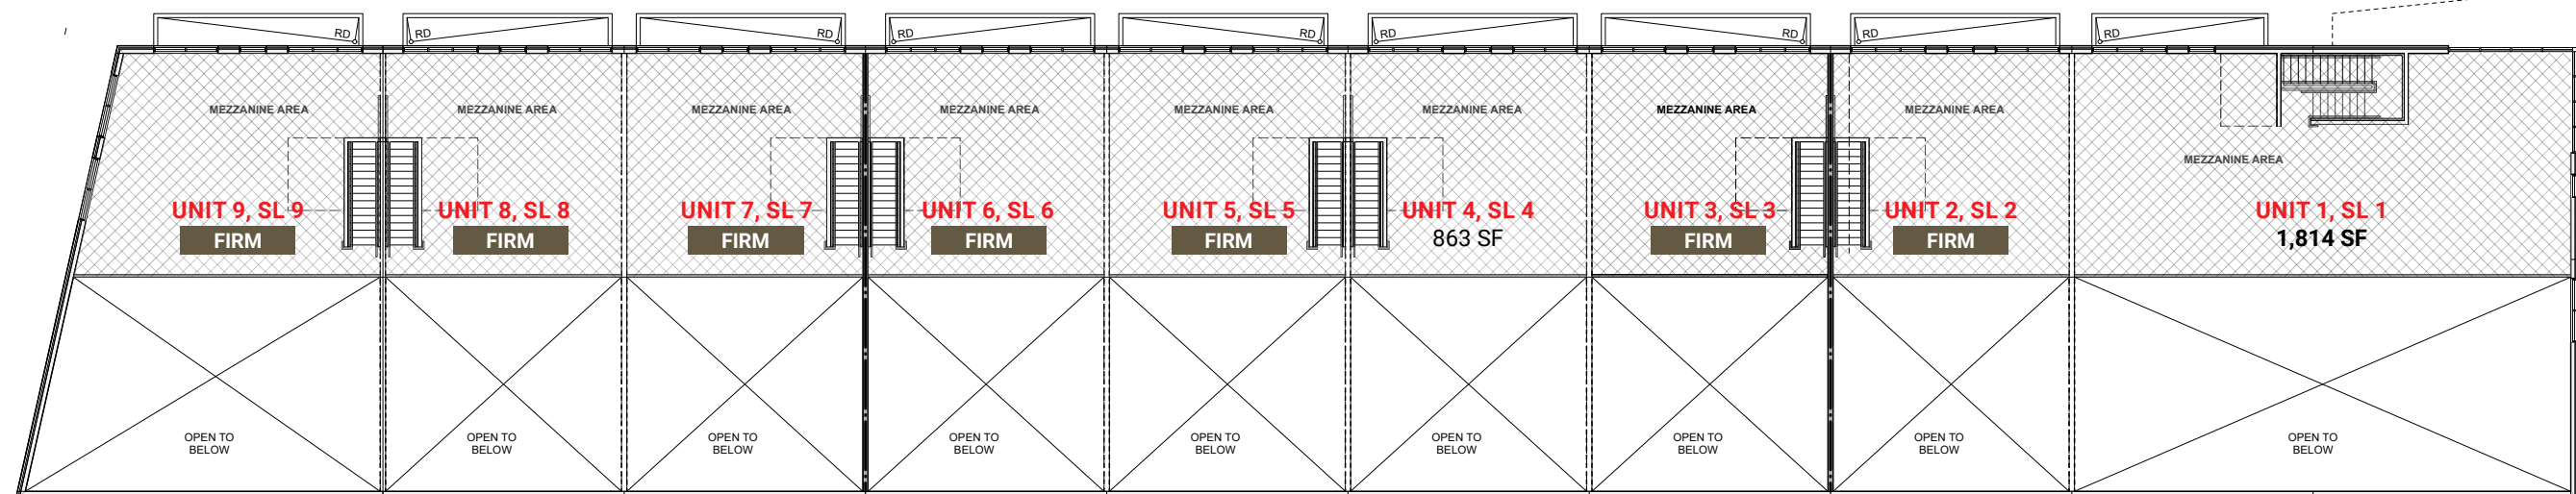 RD
RD
RD
RD
RD
RD
RD
RD
RD
MEZZANINE AREA
MEZZANINE AREA
MEZZANINE AREA
MEZZANINE AREA
MEZZANINE AREA
MEZZANINE AREA
MEZZANINE AREA
MEZZANINE AREA
MEZZANINE AREA
UNIT 9, SL 9
FIRM
UNIT 8, SL 8
FIRM
UNIT 7, SL 7
FIRM
UNIT 6, SL 6
FIRM
UNIT 5, SL 5
FIRM
UNIT 4, SL 4
863 SF
UNIT 3, SL 3
FIRM
UNIT 2, SL 2
FIRM
UNIT 1, SL 1
1,814 SF
OPEN TO
BELOW
OPEN TO
BELOW
OPEN TO
BELOW
OPEN TO
BELOW
OPEN TO
BELOW
OPEN TO
BELOW
OPEN TO
BELOW
OPEN TO
BELOW
OPEN TO
BELOW